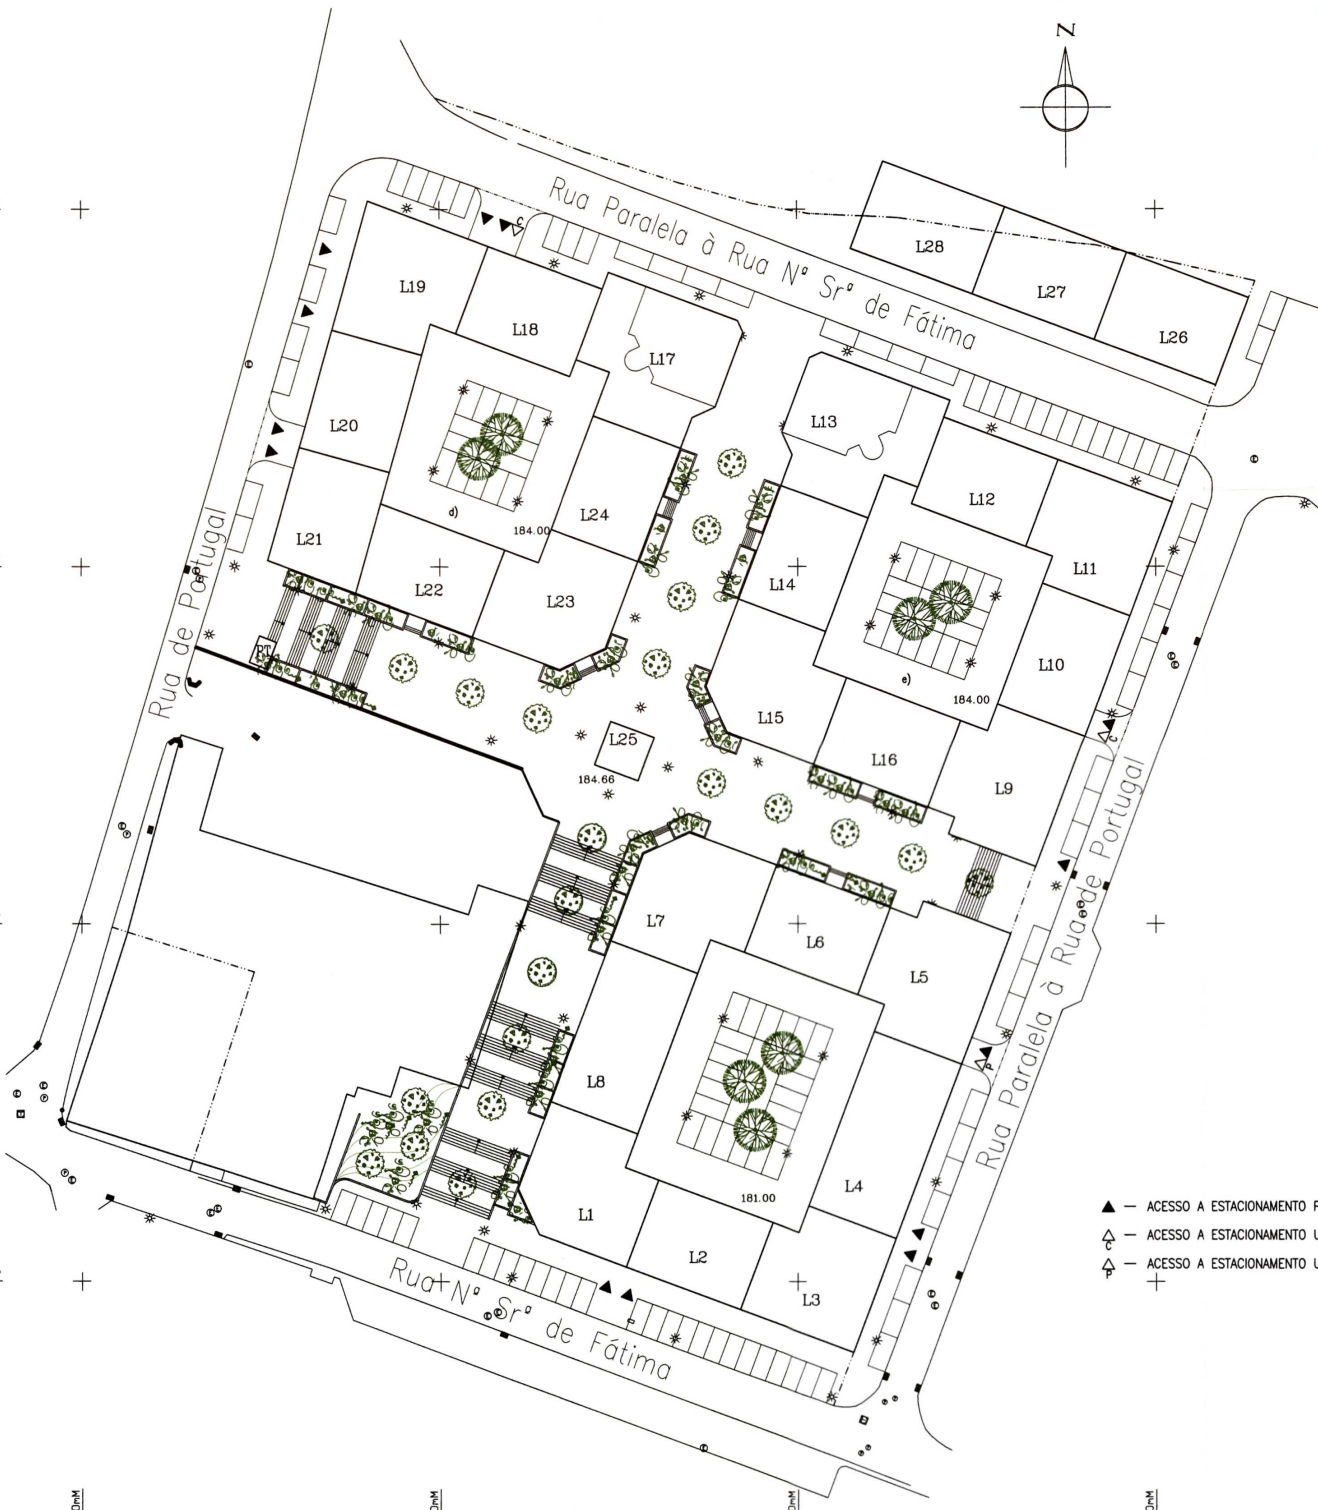 N
Rua Paralela à Rua Nª Srª de Fátima
C
L28
L27
L26
L19
L18
L17
L20
L13
L12
L24
d)
184.00
L21
L22
L23
L14
L11
L10
e)
184.00
Rua de Portugal
PT
L15
L16
L25
184.66
L9
C
L7
L6
L5
Rua Paralela à Rua de Portugal
P
L8
L4
181.00
L1
L2
L3
Rua Nª Srª de Fátima
▲ — ACESSO A ESTACIONAMENTO
C — ACESSO A ESTACIONAMENTO U
P — ACESSO A ESTACIONAMENTO U